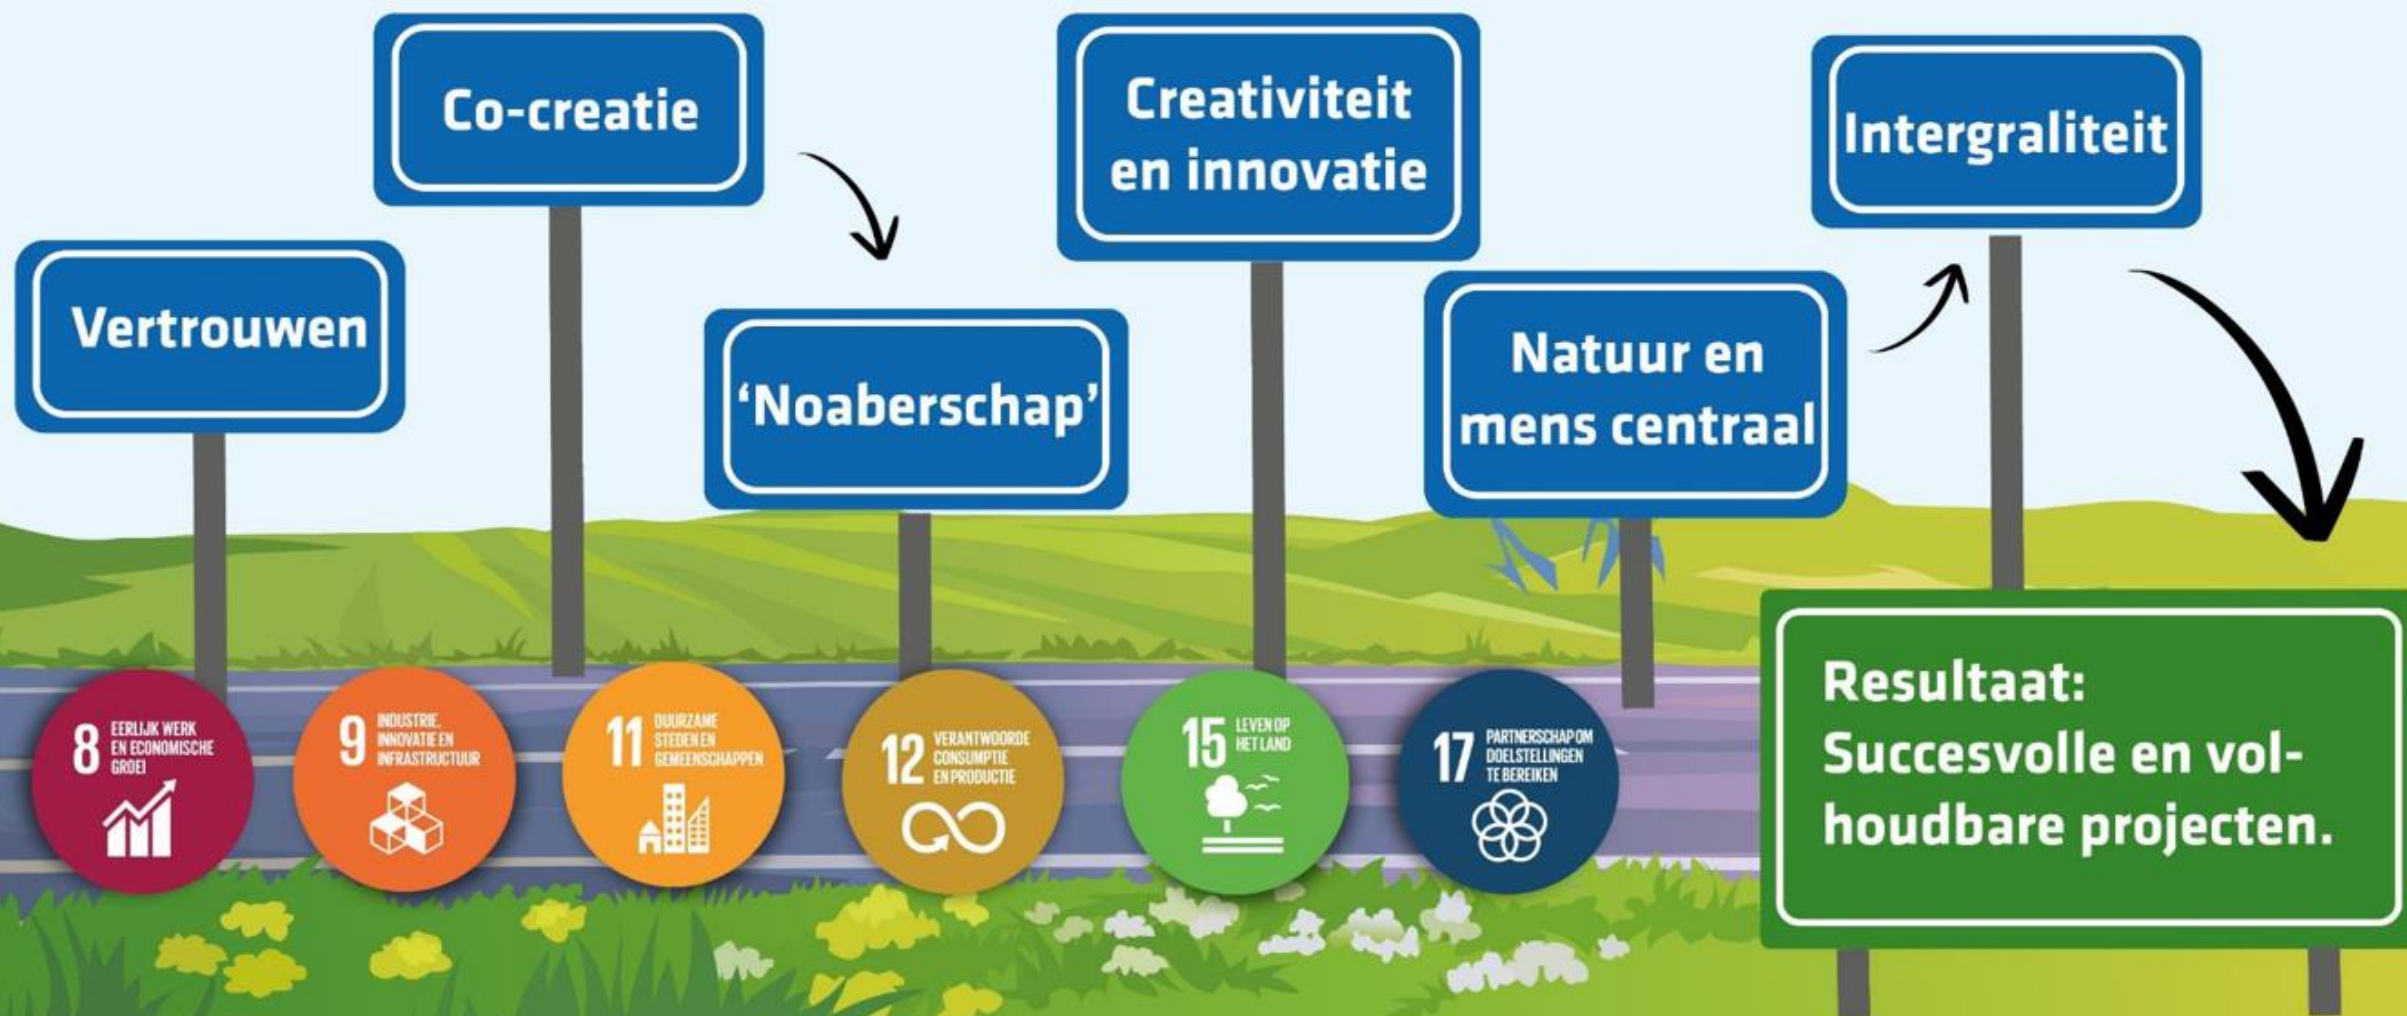 Vertrouwen
Co-creatie
‘Noaberschap’
Creativiteit
en innovatie
Natuur en
mens centraal
Intergraliteit
Resultaat:
Succesvolle en vol-
houdbare projecten.
8 EERLIJK WERK
EN ECONOMISCHE
GROEI
9 INDUSTRIE,
INNOVATIE EN
INFRASTRUCTUUR
11 DUURZAME
STEDEN EN
GEMEENSCHAPPEN
12 VERANTWOORDE
CONSUMPTIE
EN PRODUCTIE
15 LEVEN OP
HET LAND
17 PARTNERSCHAP OM
DOELSTELLINGEN
TE BEREIKEN